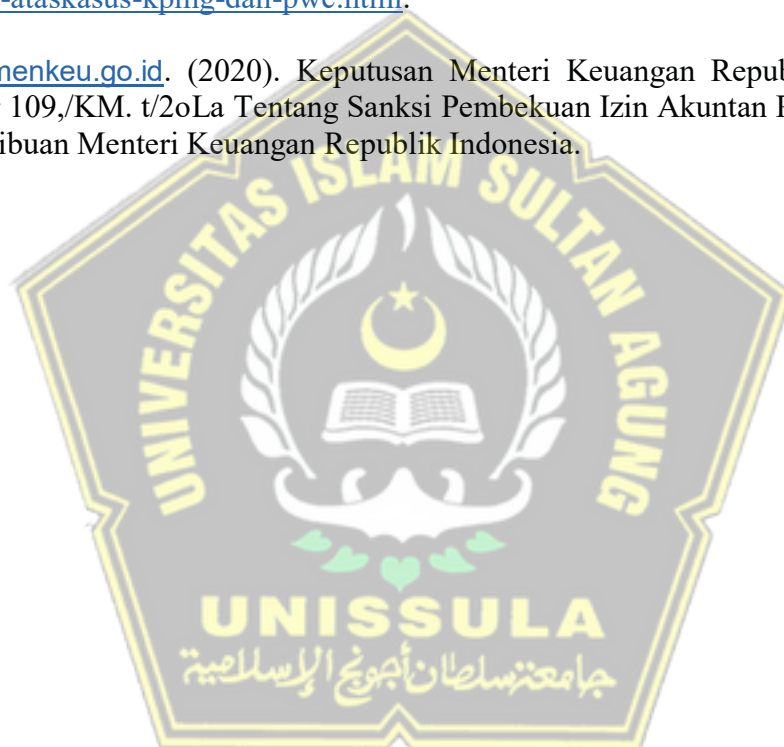 -ataskasus-kpmg-dan-pwc.html.
menkeu.go.id. (2020). Keputusan Menteri Keuangan Repub
109,/KM. t/2oLa Tentang Sanksi Pembekuan Izin Akuntan
ibuan Menteri Keuangan Republik Indonesia.
UNIVERSITAS ISLAM SULTAN AGUNG
UNISSULA
جامعة سلطان أجونج الإسلامية